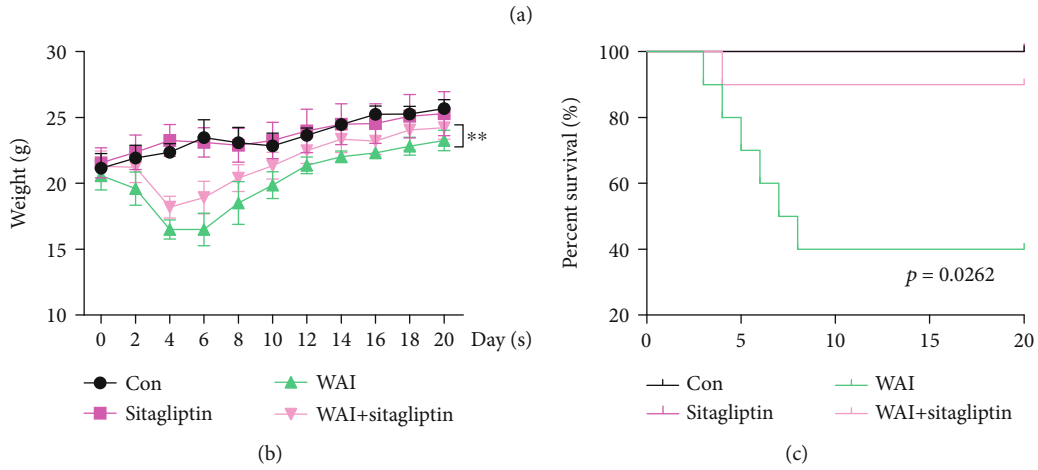 (a)
30
25
20
15
10
Weight (g)
**
0 2 4 6 8 10 12 14 16 18 20 Day (s)
Con
WAI
Sitagliptin
WAI+sitagliptin
(b)
100
80
60
40
20
Percent survival (%)
p = 0.0262
0 5 10 15 20
Con
WAI
Sitagliptin
WAI+sitagliptin
(c)